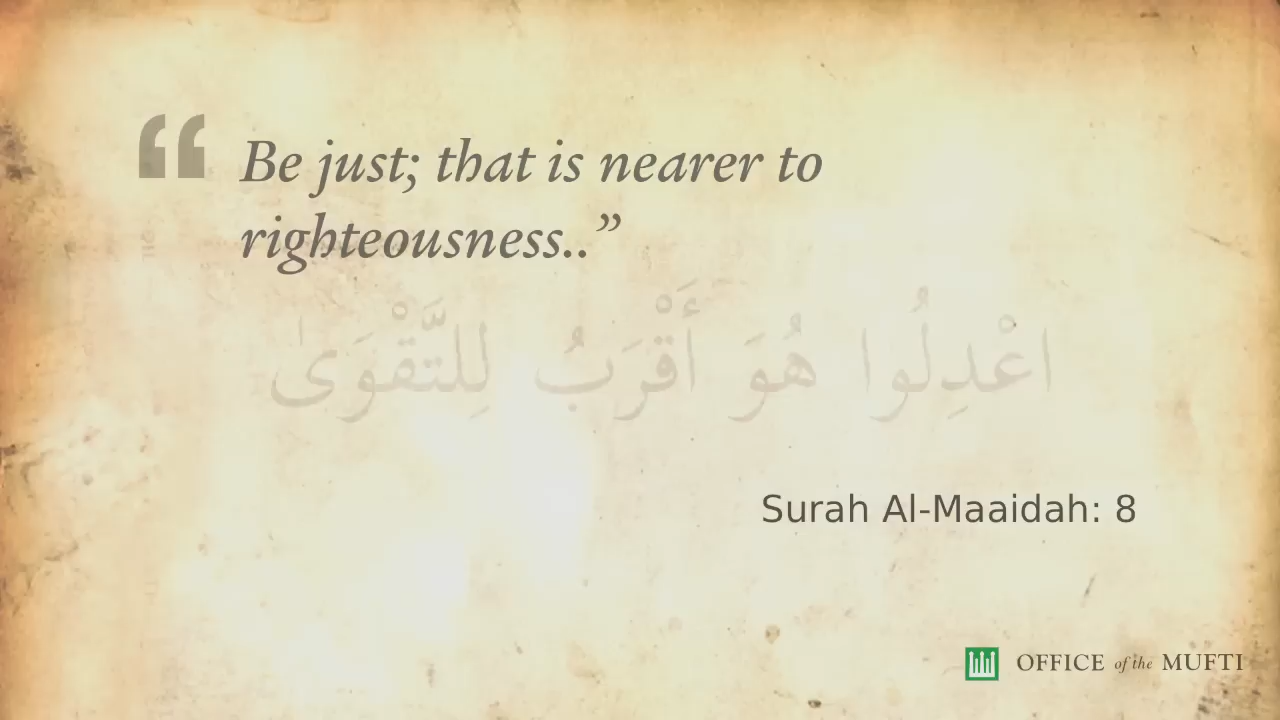 “ Be just; that is nearer to
righteousness..”
اعْدِلُوا هُوَ أَقْرَبُ لِلتَّقْوَىٰ
Surah Al-Maaidah: 8
OFFICE of the MUFTI